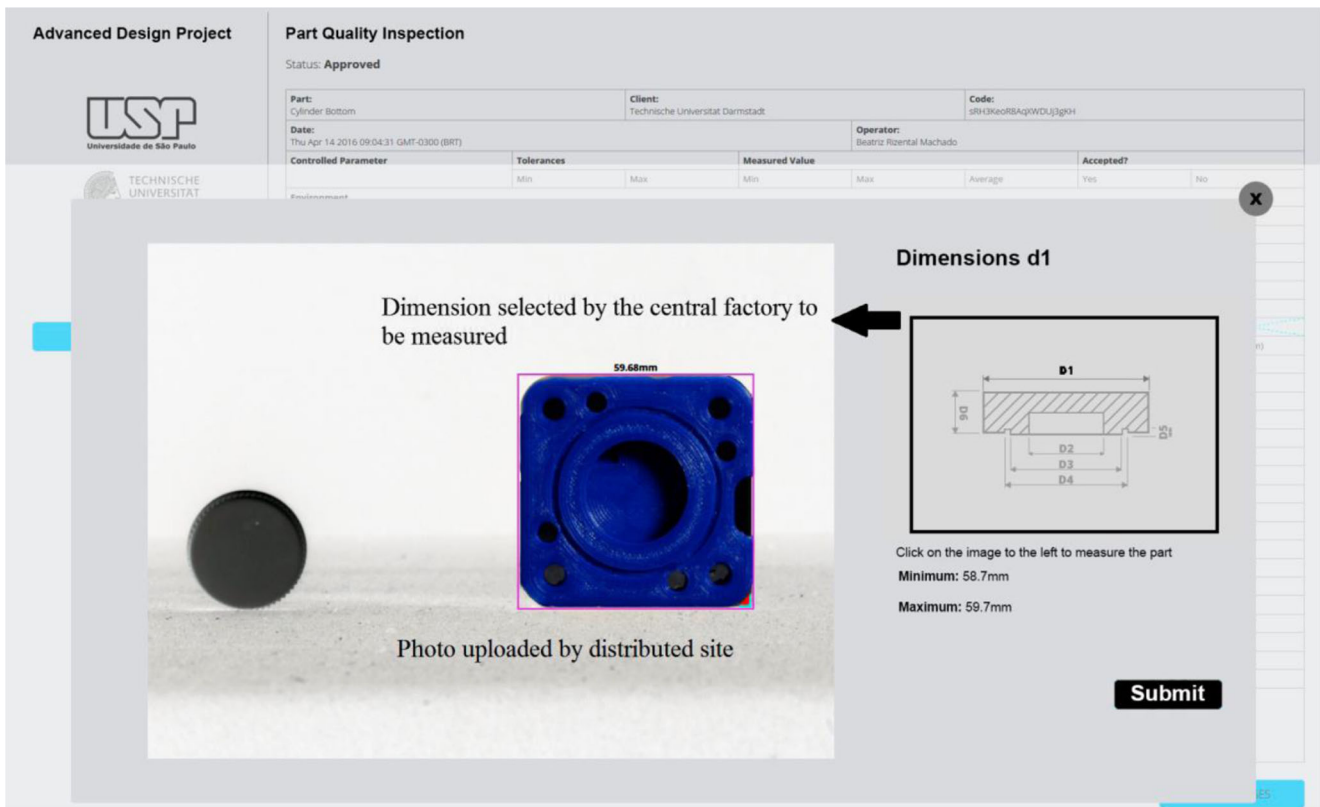 Advanced Design Project
Part Quality Inspection
Status: Approved
USP
Universidade de São Paulo
TECHNISCHE
UNIVERSITÄT
Part:
Cylinder Bottom
Client:
Technische Universitat Darmstadt
Code:
Date:
Thu Apr 14 2016 09:04:31 GMT-0300 (BRT)
Operator:
Beatriz Rizental Machado
Controlled Parameter
Tolerances
Measured Value
Accepted?
Min
Max
Min
Max
Average
Yes
No
Environment
X
Dimensions d1
Dimension selected by the central factory to
be measured
59.68mm
D1
D6
D5
D2
D3
D4
Click on the image to the left to measure the part
Minimum: 58.7mm
Maximum: 59.7mm
Photo uploaded by distributed site
Submit